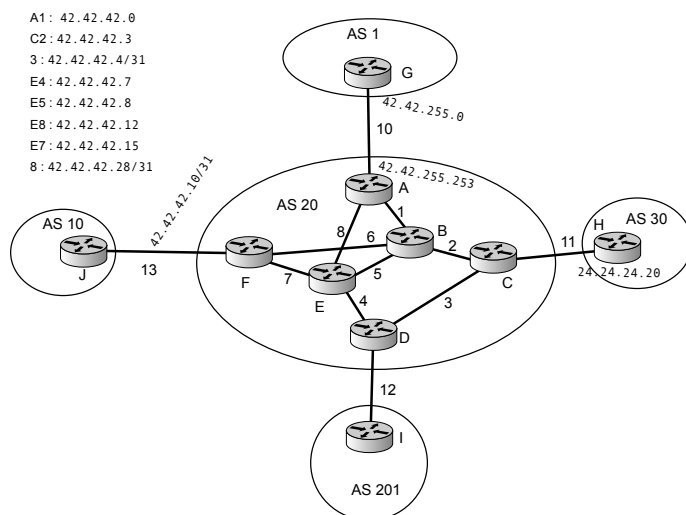 A1: 42.42.42.0
C2: 42.42.42.3
3: 42.42.42.4/31
E4: 42.42.42.7
E5: 42.42.42.8
E8: 42.42.42.12
E7: 42.42.42.15
8: 42.42.42.28/31
AS 1
G
42.42.255.0
10
42.42.42.10/31
42.42.255.253
AS 20
A
1
AS 10
J
13
F
6
8
B
2
7
E
5
C
11
H
AS 30
24.24.24.20
4
3
D
12
I
AS 201